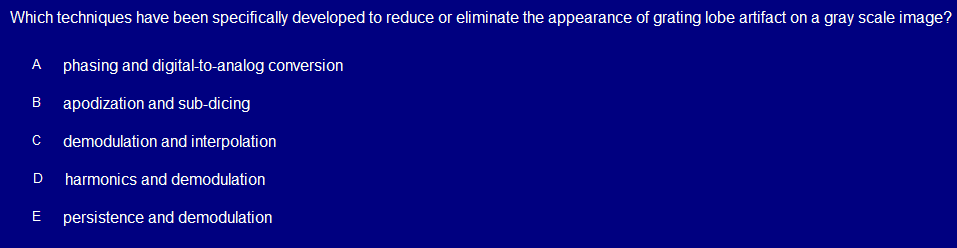 Which techniques have been specifically developed to reduce or eliminate the appearance of grating lobe artifact on a gray scale image?
A phasing and digital-to-analog conversion
B apodization and sub-dicing
C demodulation and interpolation
D harmonics and demodulation
E persistence and demodulation